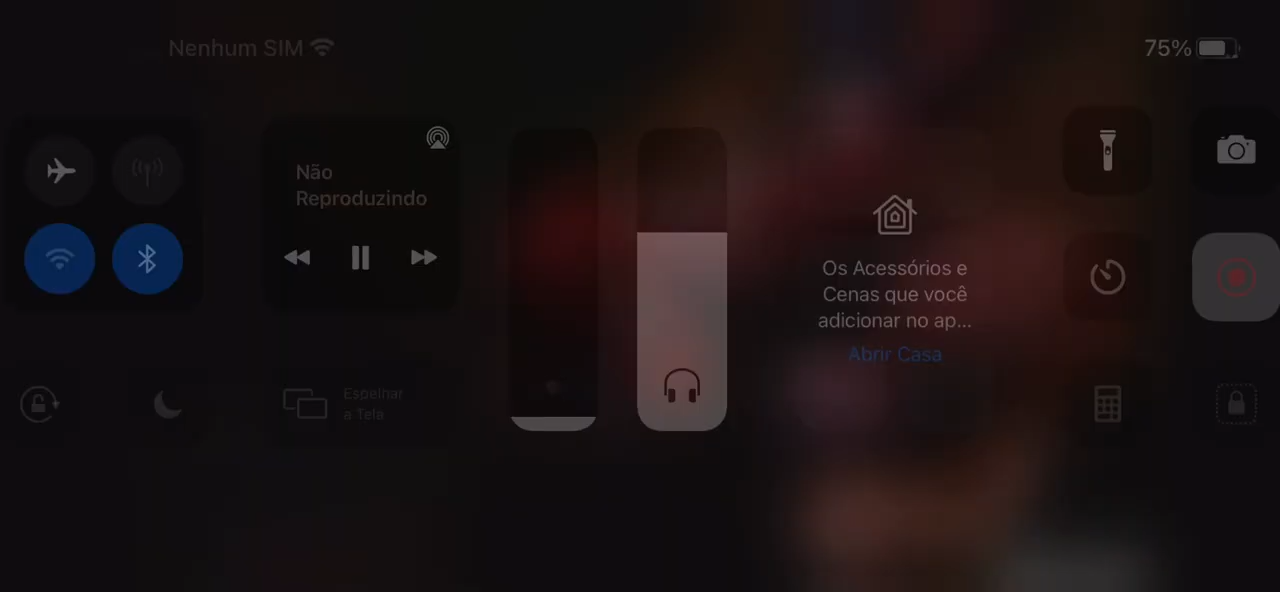 Nenhum SIM
75%
Não
Reproduzindo
Os Acessórios e
Cenas que você
adicionar no ap...
Abrir Casa
Espelhar
a Tela